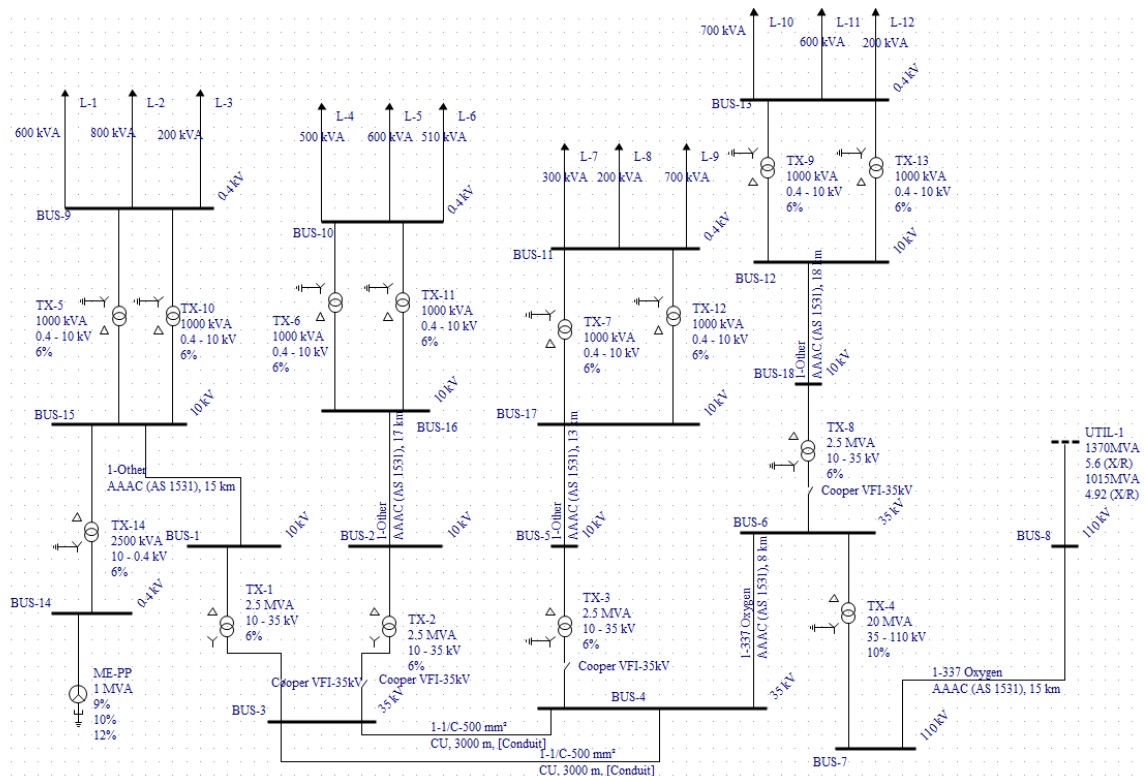 700 kVA
L-10
L-11
L-12
600 kVA
200 kVA
0.4 kV
BUS-13
L-1
L-2
L-3
600 kVA
800 kVA
200 kVA
0.4 kV
BUS-9
L-4
L-5
L-6
500 kVA
600 kVA
510 kVA
0.4 kV
BUS-10
L-7
L-8
L-9
300 kVA
200 kVA
700 kVA
0.4 kV
BUS-11
TX-9
1000 kVA
0.4 - 10 kV
6%
TX-13
1000 kVA
0.4 - 10 kV
6%
10 kV
BUS-12
TX-5
1000 kVA
0.4 - 10 kV
6%
TX-10
1000 kVA
0.4 - 10 kV
6%
TX-6
1000 kVA
0.4 - 10 kV
6%
TX-11
1000 kVA
0.4 - 10 kV
6%
TX-7
1000 kVA
0.4 - 10 kV
6%
TX-12
1000 kVA
0.4 - 10 kV
6%
1-Other
AAAC (AS 1531), 18 km
BUS-18
10 kV
10 kV
BUS-15
10 kV
BUS-16
10 kV
BUS-17
TX-8
2.5 MVA
10 - 35 kV
6%
Cooper VFI-35kV
UTIL-1
1370MVA
5.6 (X/R)
1015MVA
4.92 (X/R)
1-Other
AAAC (AS 1531), 15 km
1-Other
AAAC (AS 1531), 17 km
1-Other
AAAC (AS 1531), 13 km
TX-14
2500 kVA
10 - 0.4 kV
6%
BUS-1
10 kV
BUS-2
10 kV
BUS-5
10 kV
BUS-6
35 kV
BUS-8
110 kV
BUS-14
0.4 kV
TX-1
2.5 MVA
10 - 35 kV
6%
TX-2
2.5 MVA
10 - 35 kV
6%
TX-3
2.5 MVA
10 - 35 kV
6%
1-337 Oxygen
AAAC (AS 1531), 8 km
TX-4
20 MVA
35 - 110 kV
10%
ME-PP
1 MVA
9%
10%
12%
Cooper VFI-35kV
Cooper VFI-35kV
Cooper VFI-35kV
1-337 Oxygen
AAAC (AS 1531), 15 km
BUS-3
35 kV
BUS-4
35 kV
1-1/C-500 mm²
CU, 3000 m, [Conduit]
1-1/C-500 mm²
CU, 3000 m, [Conduit]
110 kV
BUS-7